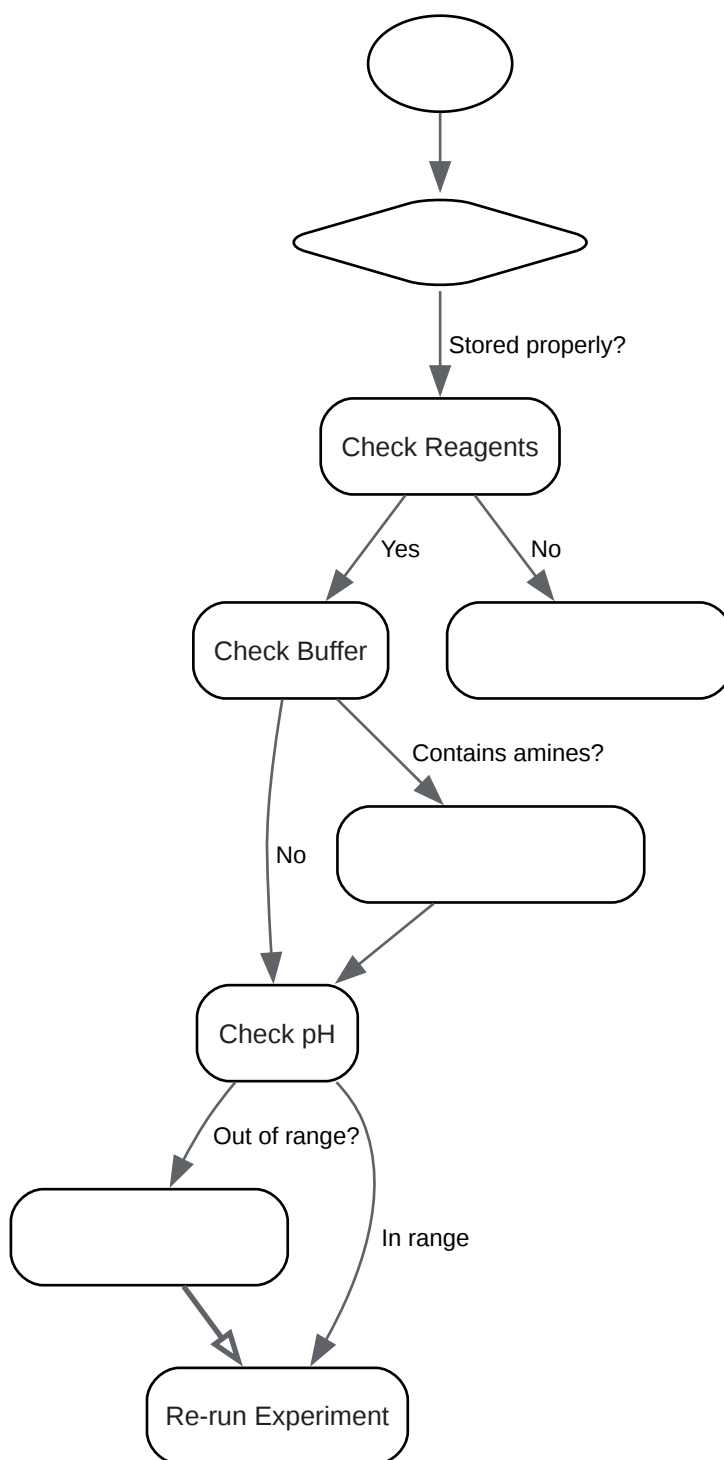 Stored properly?
Check Reagents
Yes
No
Check Buffer
Contains amines?
No
Check pH
Out of range?
In range
Re-run Experiment